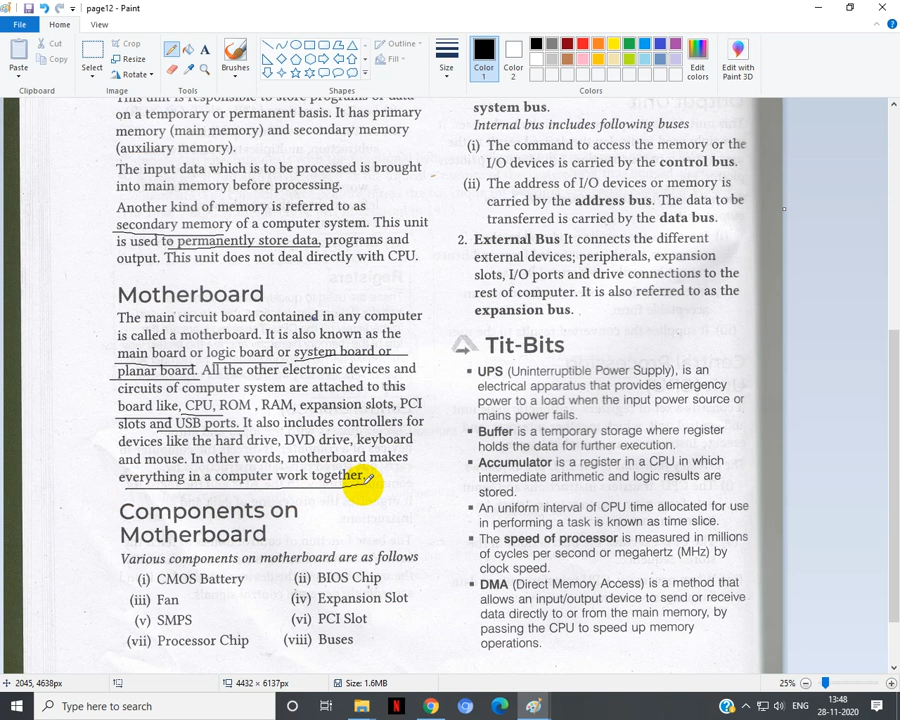 page12 - Paint
File
Home
View
Paste
Cut
Copy
Clipboard
Select
Crop
Resize
Rotate
Image
Tools
Brushes
Shapes
Outline
Fill
Size
Color 1
Color 2
Edit colors
Edit with Paint 3D
Colors
This unit is responsible to store programs or data
on a temporary or permanent basis. It has primary
memory (main memory) and secondary memory
(auxiliary memory).
The input data which is to be processed is brought
into main memory before processing.
Another kind of memory is referred to as
secondary memory of a computer system. This unit
is used to permanently store data, programs and
output. This unit does not deal directly with CPU.
Motherboard
The main circuit board contained in any computer
is called a motherboard. It is also known as the
main board or logic board or system board or
planar board. All the other electronic devices and
circuits of computer system are attached to this
board like, CPU, ROM , RAM, expansion slots, PCI
slots and USB ports. It also includes controllers for
devices like the hard drive, DVD drive, keyboard
and mouse. In other words, motherboard makes
everything in a computer work together.
Components on
Motherboard
Various components on motherboard are as follows
(i) CMOS Battery (ii) BIOS Chip
(iii) Fan (iv) Expansion Slot
(v) SMPS (vi) PCI Slot
(vii) Processor Chip (viii) Buses
system bus.
Internal bus includes following buses
(i) The command to access the memory or the
I/O devices is carried by the control bus.
(ii) The address of I/O devices or memory is
carried by the address bus. The data to be
transferred is carried by the data bus.
2. External Bus It connects the different
external devices; peripherals, expansion
slots, I/O ports and drive connections to the
rest of computer. It is also referred to as the
expansion bus.
Tit-Bits
UPS (Uninterruptible Power Supply), is an
electrical apparatus that provides emergency
power to a load when the input power source or
mains power fails.
Buffer is a temporary storage where register
holds the data for further execution.
Accumulator is a register in a CPU in which
intermediate arithmetic and logic results are
stored.
An uniform interval of CPU time allocated for use
in performing a task is known as time slice.
The speed of processor is measured in millions
of cycles per second or megahertz (MHz) by
clock speed.
DMA (Direct Memory Access) is a method that
allows an input/output device to send or receive
data directly to or from the main memory, by
passing the CPU to speed up memory
operations.
2045, 4638px
4432 × 6137px
Size: 1.6MB
25%
Type here to search
ENG
13:48
28-11-2020